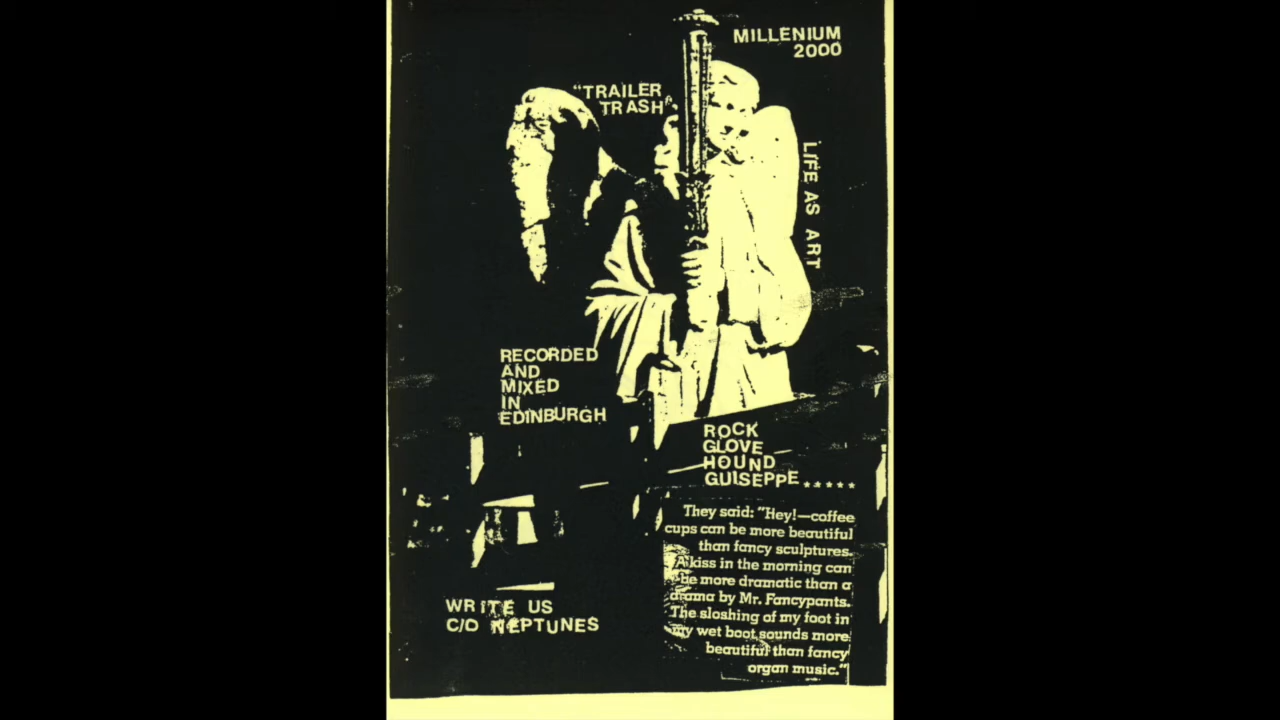 MILLENIUM
2000
"TRAILER
TRASH"
LIFE AS ART
RECORDED
AND
MIXED
IN
EDINBURGH
ROCK
GLOVE
HOUND
GUISEPPE.....
They said: "Hey!—coffee
cups can be more beautiful
than fancy sculptures.
A kiss in the morning can
be more dramatic than a
drama by Mr. Fancypants.
The sloshing of my foot in
my wet boot sounds more
beautiful than fancy
organ music."
WRITE US
C/O NEPTUNES